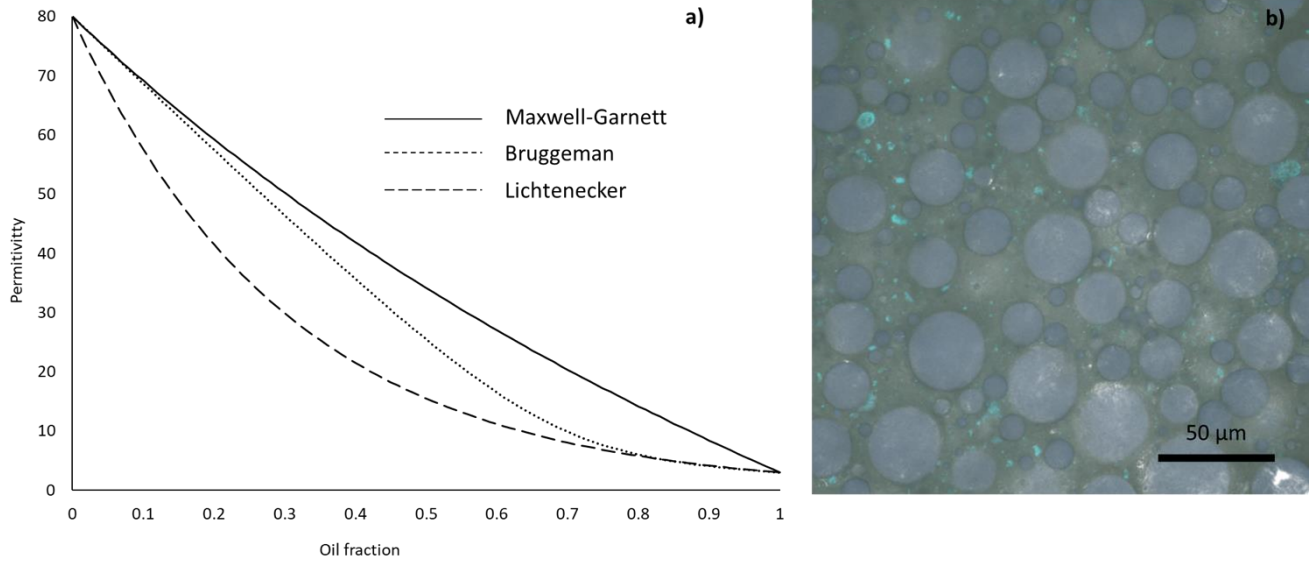 a)
80
70
60
50
40
30
20
10
0
Permitivitty
0 0.1 0.2 0.3 0.4 0.5 0.6 0.7 0.8 0.9 1
Oil fraction
Maxwell-Garnett
Bruggeman
Lichtenecker
b)
50 μm